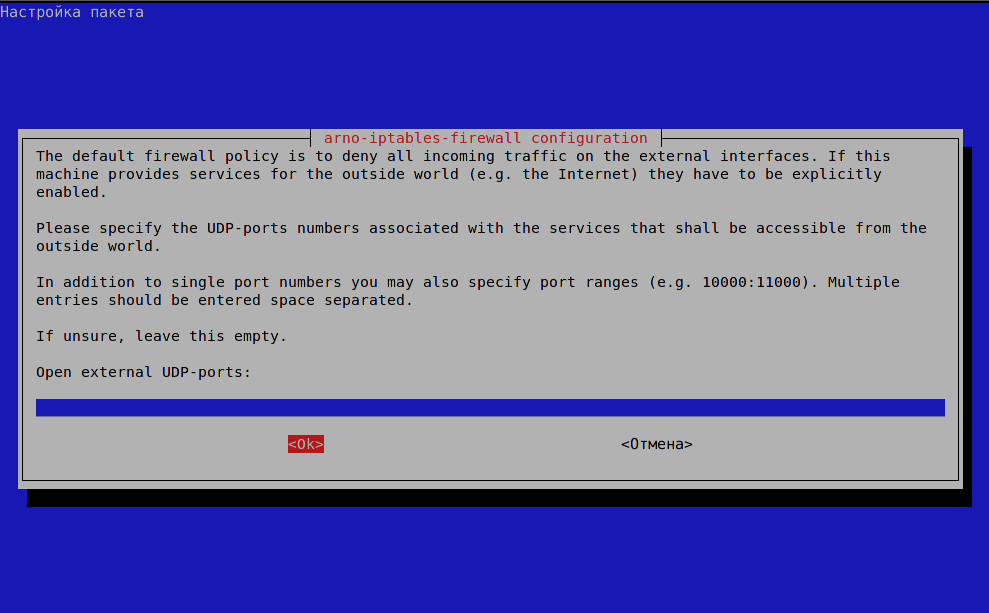 Настройка пакета
arno-iptables-firewall configuration
The default firewall policy is to deny all incoming traffic on the external interfaces. If this
machine provides services for the outside world (e.g. the Internet) they have to be explicitly
enabled.
Please specify the UDP-ports numbers associated with the services that shall be accessible from the
outside world.
In addition to single port numbers you may also specify port ranges (e.g. 10000:11000). Multiple
entries should be entered space separated.
If unsure, leave this empty.
Open external UDP-ports:
<Ok> <Отмена>